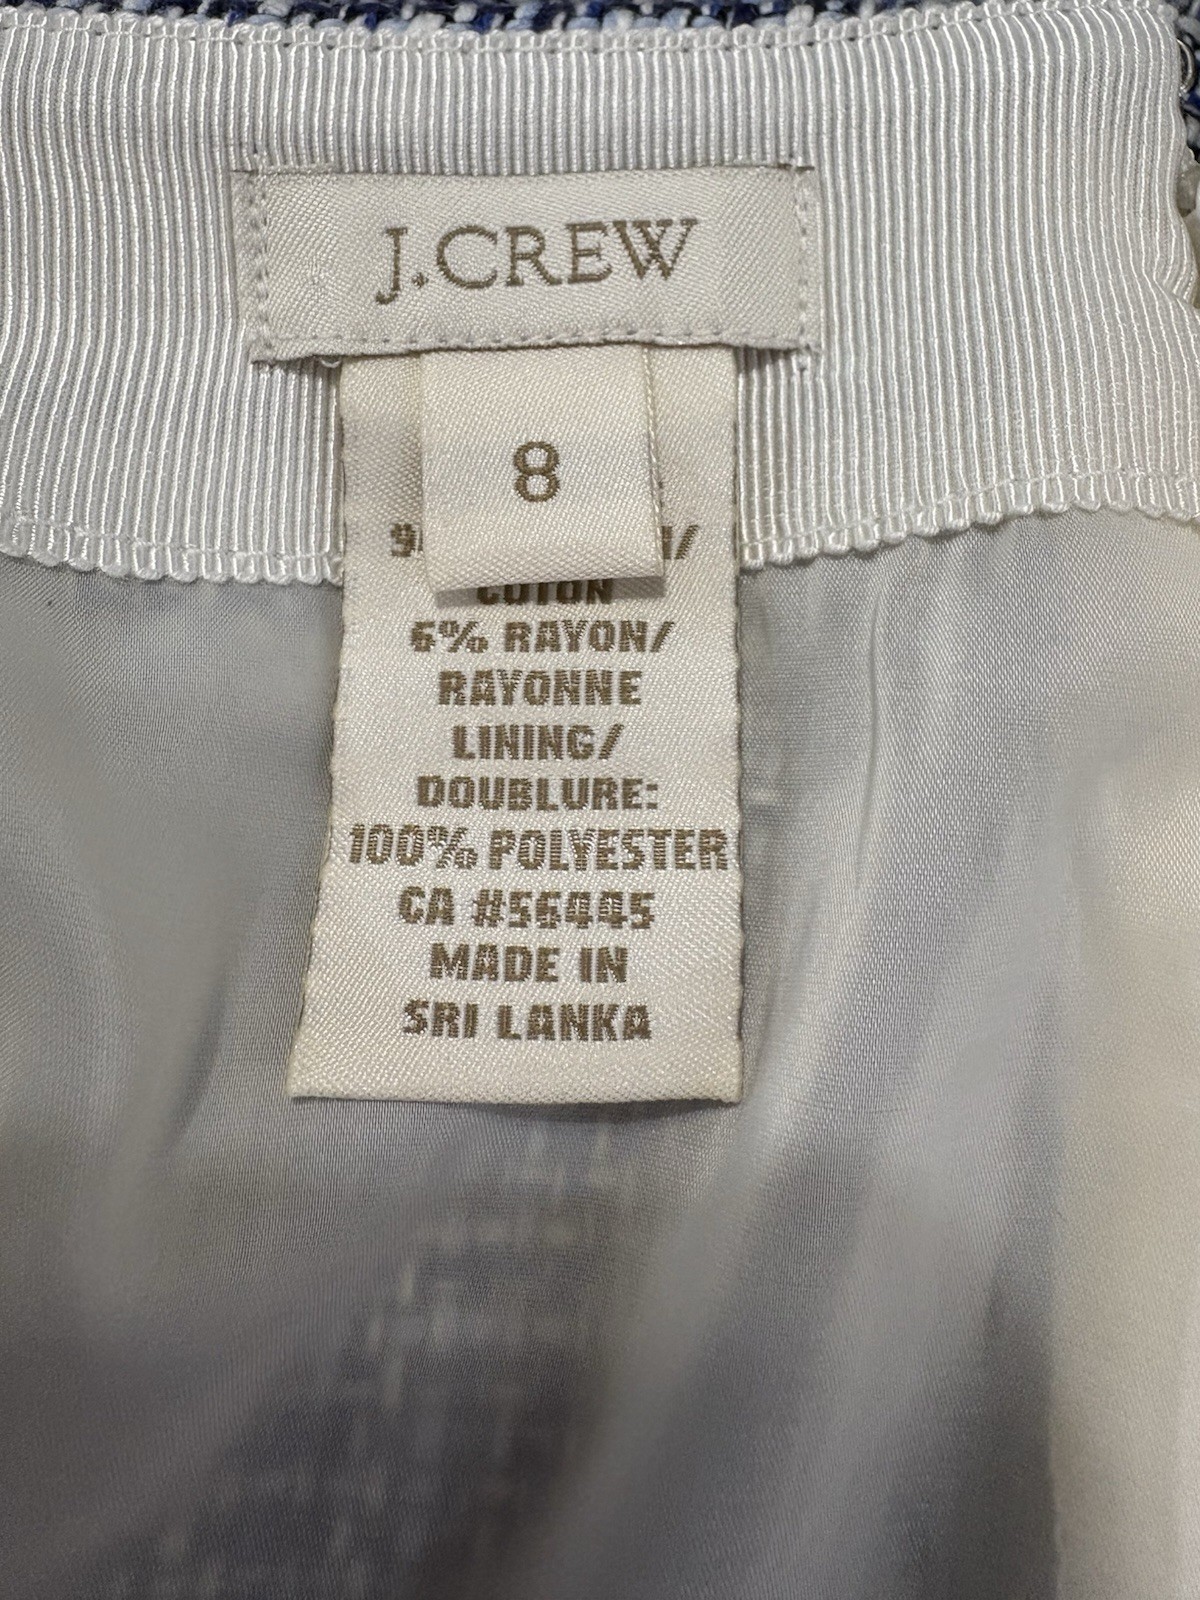 J.CREW
8
COTON
6% RAYON/
RAYONNE
LINING/
DOUBLURE:
100% POLYESTER
CA #56445
MADE IN
SRI LANKA